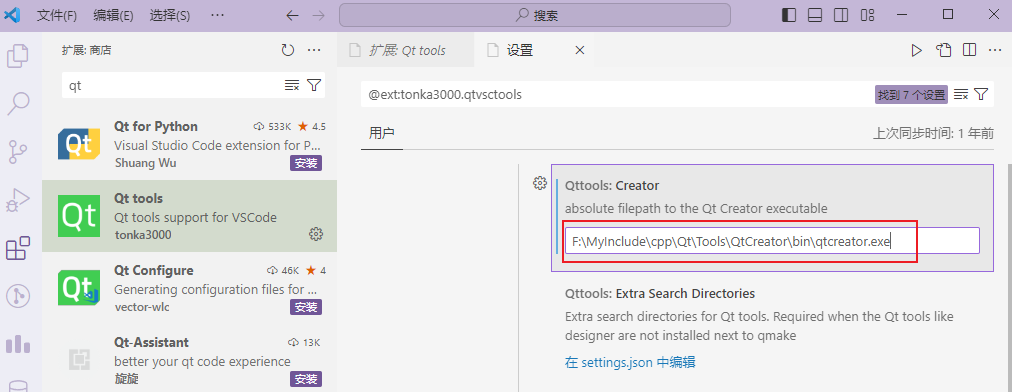 文件(F) 编辑(E) 选择(S) ··· 搜索
扩展: 商店
qt
Qt for Python 533K 4.5
Visual Studio Code extension for P...
Shuang Wu 安装
Qt tools
Qt tools support for VSCode
tonka3000
Qt Configure 46K 4
Generating configuration files for ...
vector-wlc 安装
Qt-Assistant 13K
better your qt code experience
旋旋 安装
扩展: Qt tools 设置
@ext:tonka3000.qtvsctools 找到 7 个设置
用户 上次同步时间: 1 年前
Qttools: Creator
absolute filepath to the Qt Creator executable
F:\MyInclude\cpp\Qt\Tools\QtCreator\bin\qtcreator.exe
Qttools: Extra Search Directories
Extra search directories for Qt tools. Required when the Qt tools like
designer are not installed next to qmake
在 settings.json 中编辑